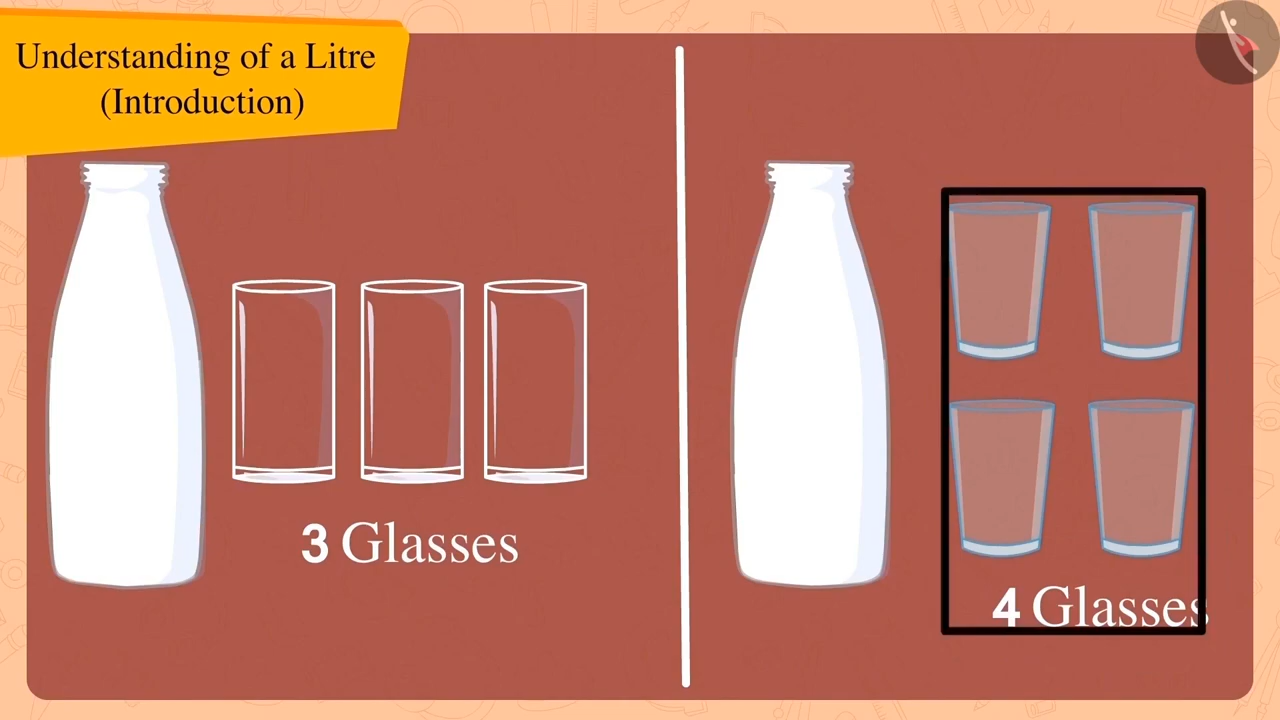 Understanding of a Litre
(Introduction)
3 Glasses
4 Glasses